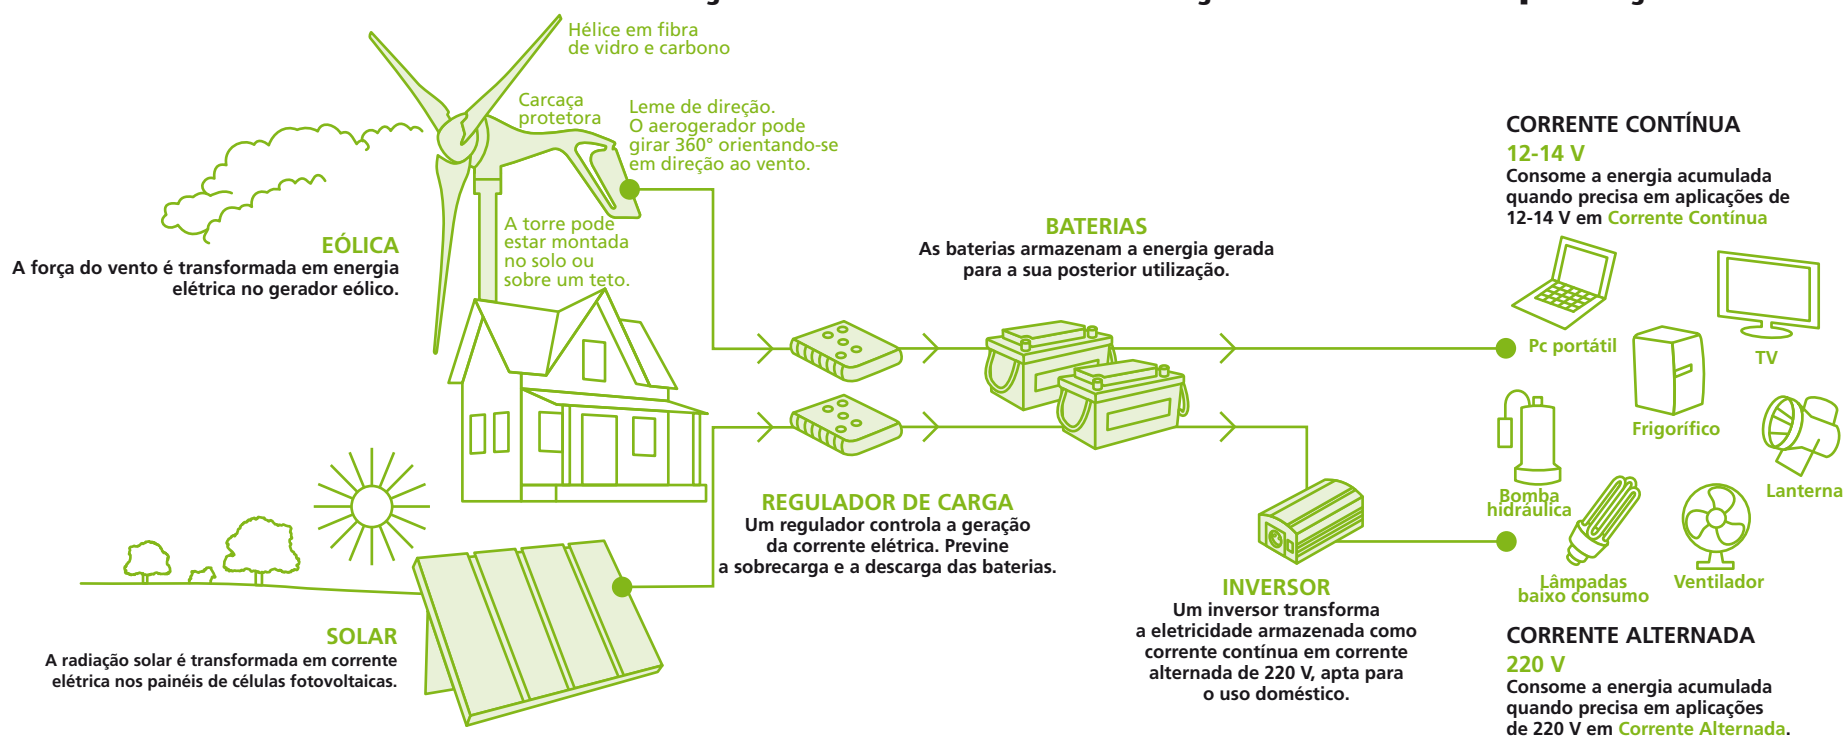 Hélice em fibra
de vidro e carbono
Carcaça
protetora
Leme de direção.
O aerogerador pode
girar 360° orientando-se
em direção ao vento.
A torre pode
estar montada
no solo ou
sobre um teto.
EÓLICA
A força do vento é transformada em energia
elétrica no gerador eólico.
SOLAR
A radiação solar é transformada em corrente
elétrica nos painéis de células fotovoltaicas.
REGULADOR DE CARGA
Um regulador controla a geração
da corrente elétrica. Previne
a sobrecarga e a descarga das baterias.
BATERIAS
As baterias armazenam a energia gerada
para a sua posterior utilização.
INVERSOR
Um inversor transforma
a eletricidade armazenada como
corrente contínua em corrente
alternada de 220 V, apta para
o uso doméstico.
CORRENTE CONTÍNUA
12-14 V
Consome a energia acumulada
quando precisa em aplicações de
12-14 V em Corrente Contínua
Pc portátil
TV
Frigorífico
Lanterna
Bomba
hidráulica
Lâmpadas
baixo consumo
Ventilador
CORRENTE ALTERNADA
220 V
Consome a energia acumulada
quando precisa em aplicações
de 220 V em Corrente Alternada.